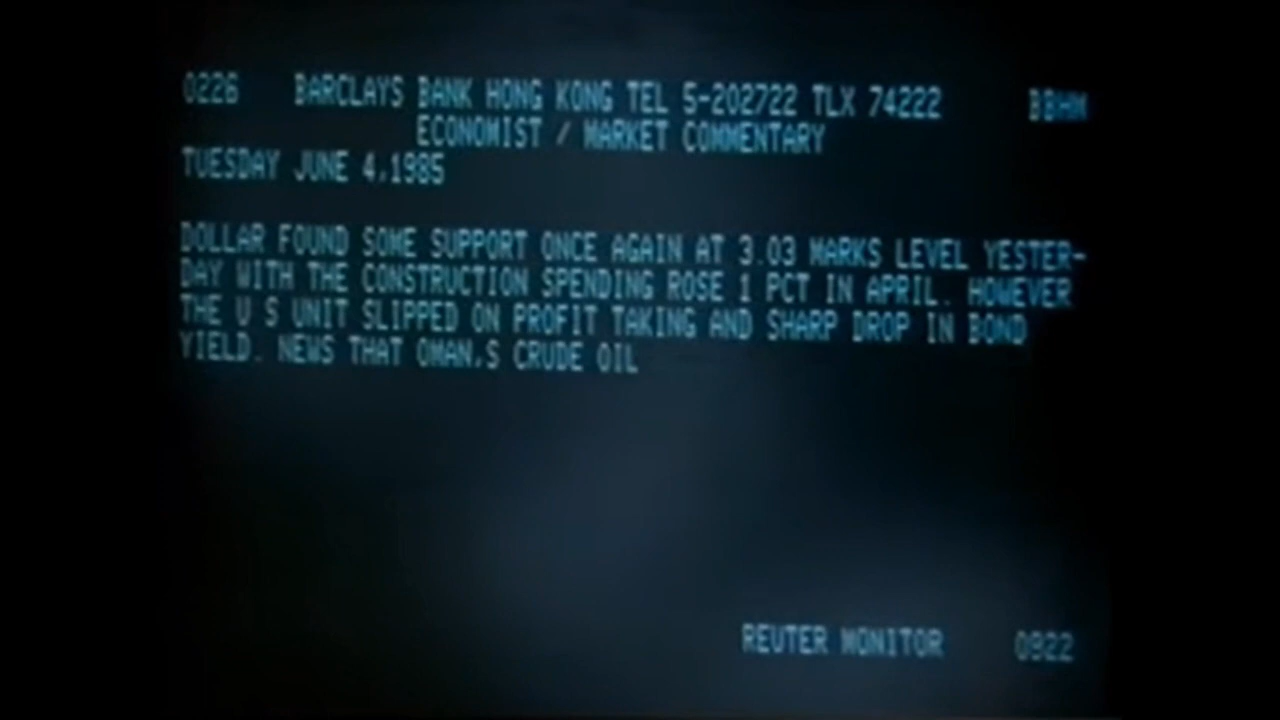 0226 BARCLAYS BANK HONG KONG TEL 5-202722 TLX 74222 BBHM
ECONOMIST / MARKET COMMENTARY
TUESDAY JUNE 4,1985
DOLLAR FOUND SOME SUPPORT ONCE AGAIN AT 3.03 MARKS LEVEL YESTER-
DAY WITH THE CONSTRUCTION SPENDING ROSE 1 PCT IN APRIL. HOWEVER
THE U S UNIT SLIPPED ON PROFIT TAKING AND SHARP DROP IN BOND
YIELD. NEWS THAT OMAN,S CRUDE OIL
REUTER MONITOR 0922